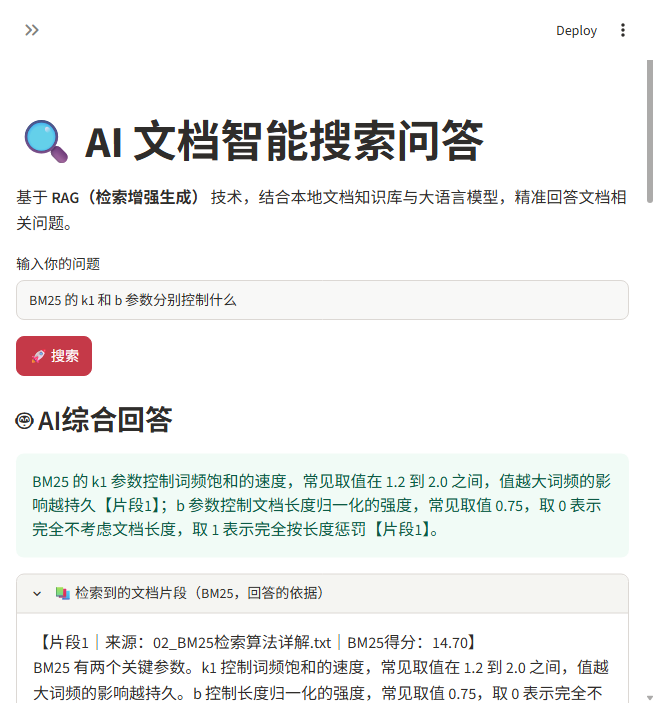 Deploy
AI 文档智能搜索问答
基于 RAG（检索增强生成） 技术，结合本地文档知识库与大语言模型，精准回答文档相
关问题。
输入你的问题
BM25 的 k1 和 b 参数分别控制什么
搜索
AI综合回答
BM25 的 k1 参数控制词频饱和的速度，常见取值在 1.2 到 2.0 之间，值越大词频的影
响越持久【片段1】；b 参数控制文档长度归一化的强度，常见取值 0.75，取 0 表示
完全不考虑文档长度，取 1 表示完全按长度惩罚【片段1】。
检索到的文档片段（BM25，回答的依据）
【片段1｜来源：02_BM25检索算法详解.txt｜BM25得分：14.70】
BM25 有两个关键参数。k1 控制词频饱和的速度，常见取值在 1.2 到 2.0 之间，值越
大词频的影响越持久。b 控制长度归一化的强度，常见取值 0.75，取 0 表示完全不